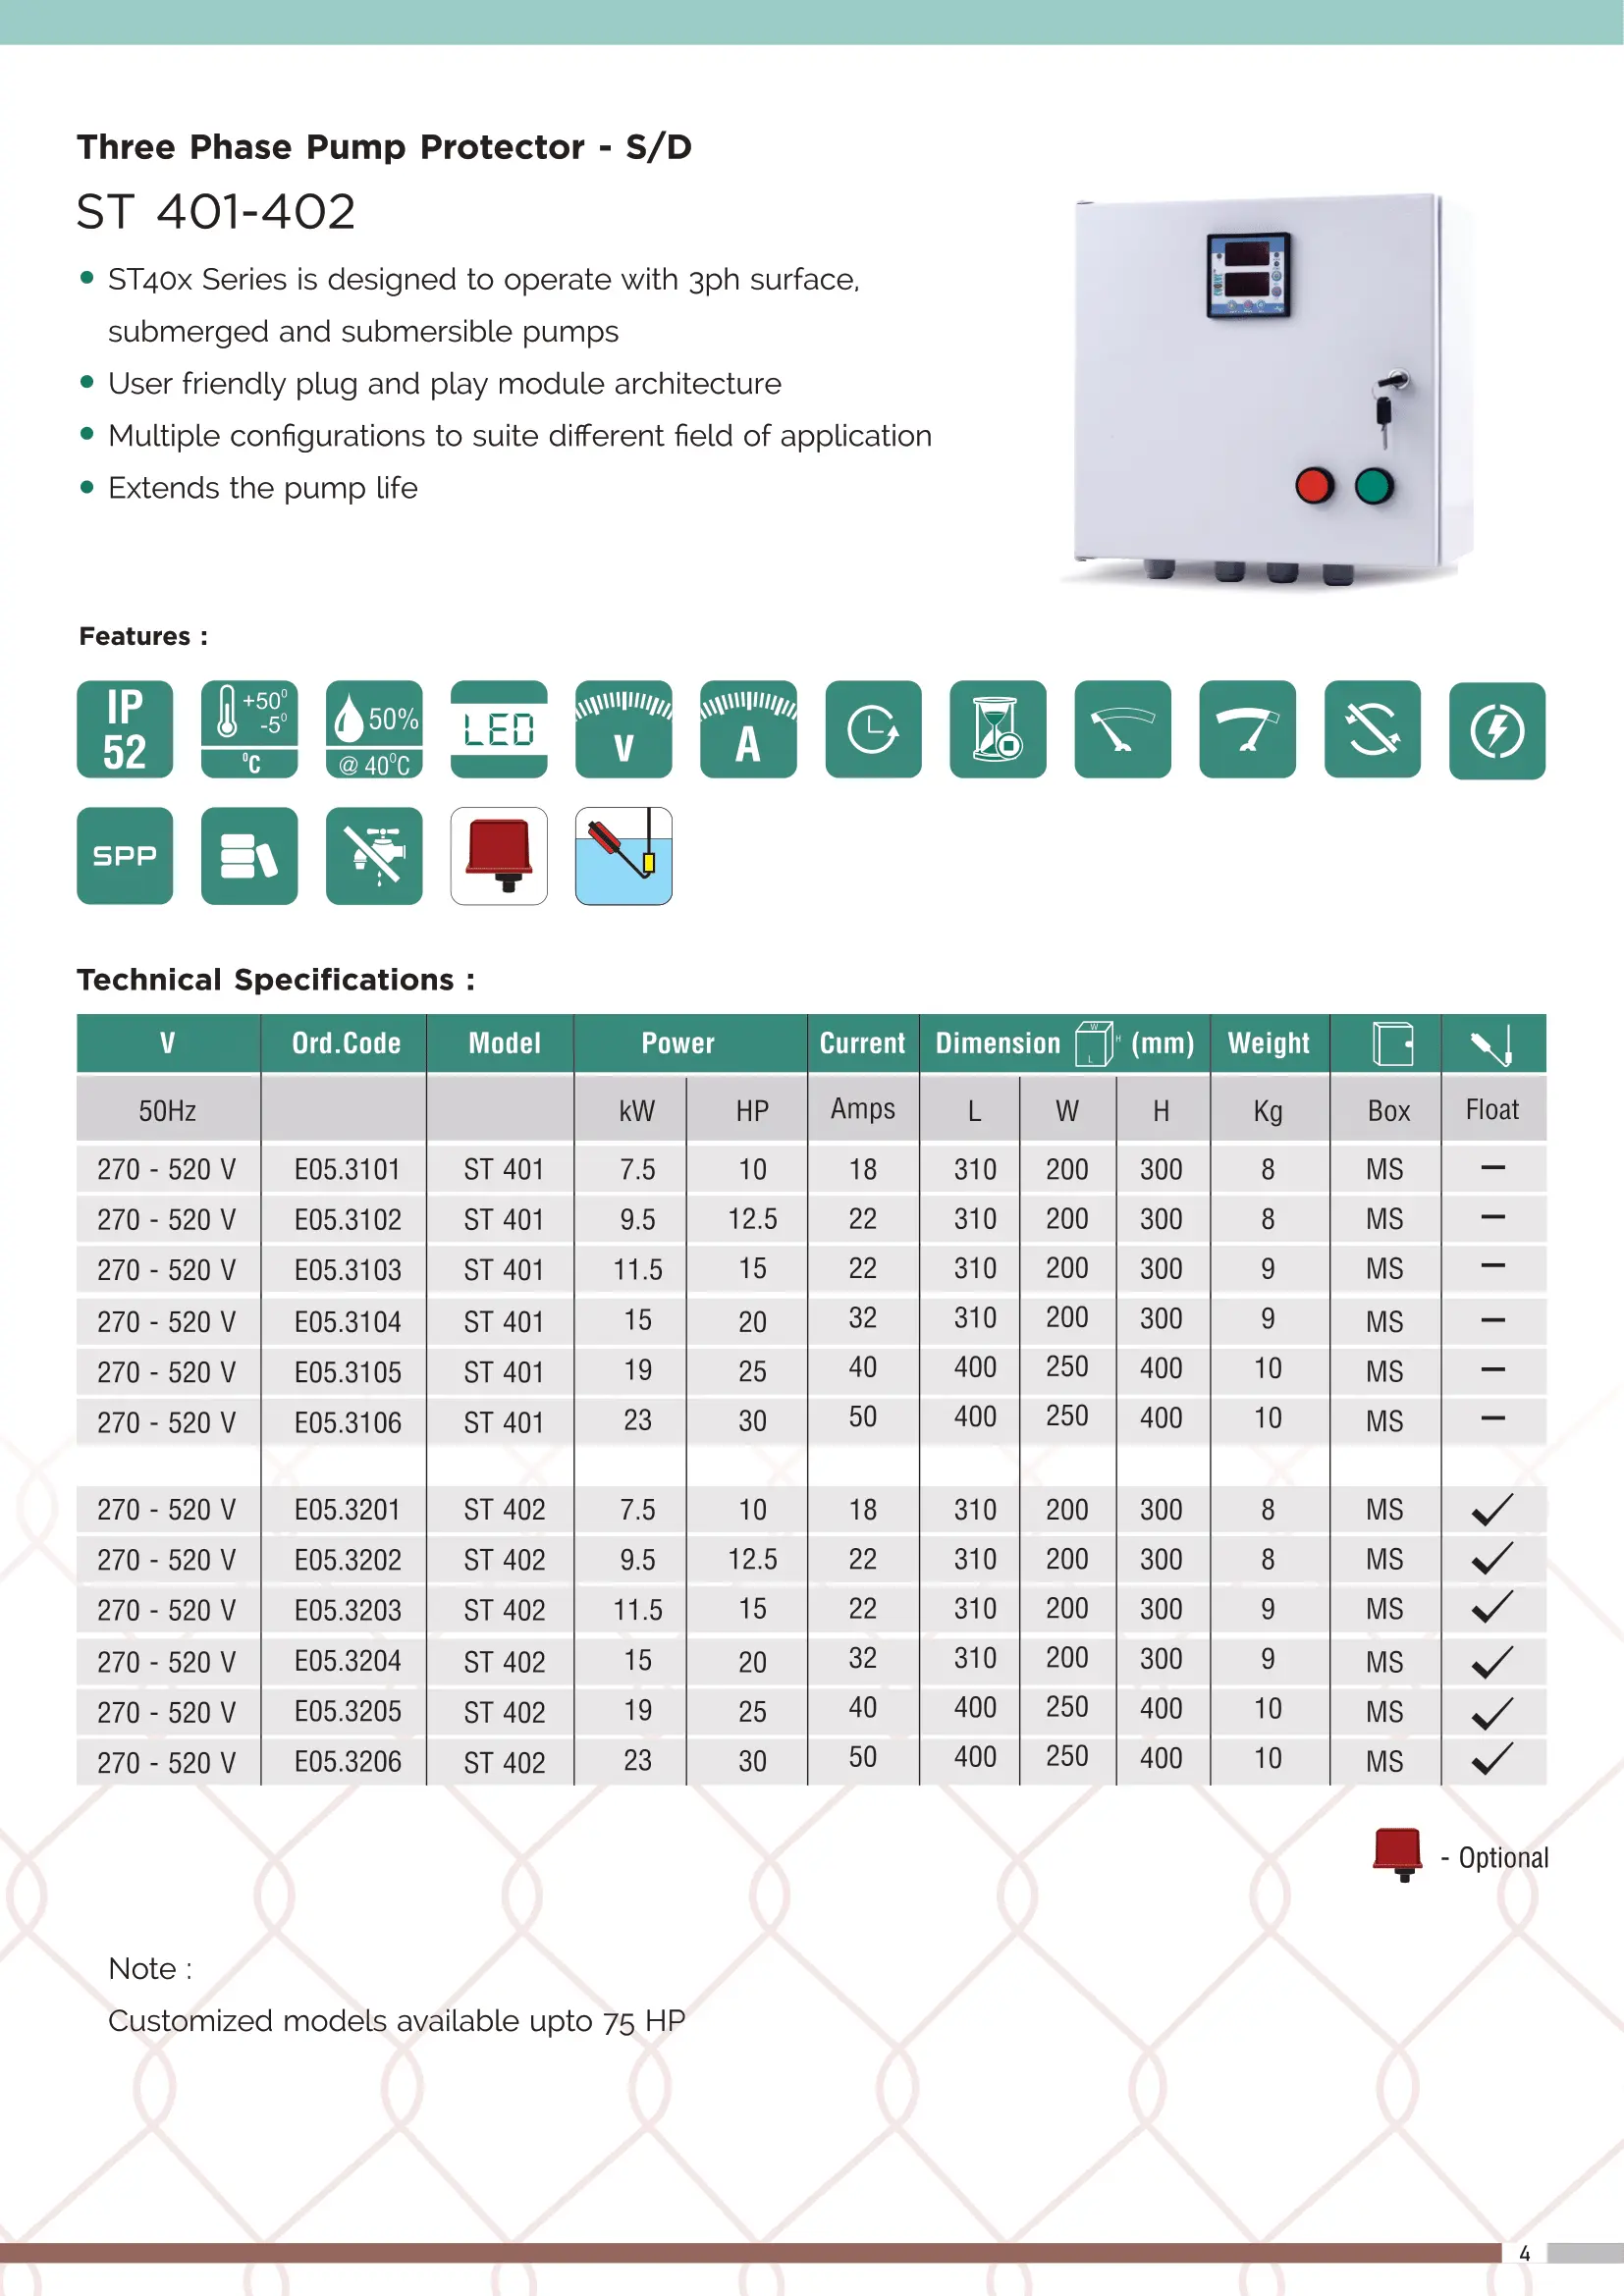 Three Phase Pump Protector - S/D
ST 401-402
ST40x Series is designed to operate with 3ph surface,
submerged and submersible pumps
User friendly plug and play module architecture
Multiple configurations to suite different field of application
Extends the pump life
Features :
IP 52
+50⁰ -5⁰ ⁰C
50% @ 40⁰C
LED
V
A
SPP
Technical Specifications :
V Ord.Code Model Power Current Dimension W H L (mm) Weight
50Hz kW HP Amps L W H Kg Box Float
270 - 520 V E05.3101 ST 401 7.5 10 18 310 200 300 8 MS –
270 - 520 V E05.3102 ST 401 9.5 12.5 22 310 200 300 8 MS –
270 - 520 V E05.3103 ST 401 11.5 15 22 310 200 300 9 MS –
270 - 520 V E05.3104 ST 401 15 20 32 310 200 300 9 MS –
270 - 520 V E05.3105 ST 401 19 25 40 400 250 400 10 MS –
270 - 520 V E05.3106 ST 401 23 30 50 400 250 400 10 MS –
270 - 520 V E05.3201 ST 402 7.5 10 18 310 200 300 8 MS ✓
270 - 520 V E05.3202 ST 402 9.5 12.5 22 310 200 300 8 MS ✓
270 - 520 V E05.3203 ST 402 11.5 15 22 310 200 300 9 MS ✓
270 - 520 V E05.3204 ST 402 15 20 32 310 200 300 9 MS ✓
270 - 520 V E05.3205 ST 402 19 25 40 400 250 400 10 MS ✓
270 - 520 V E05.3206 ST 402 23 30 50 400 250 400 10 MS ✓
- Optional
Note :
Customized models available upto 75 HP
4